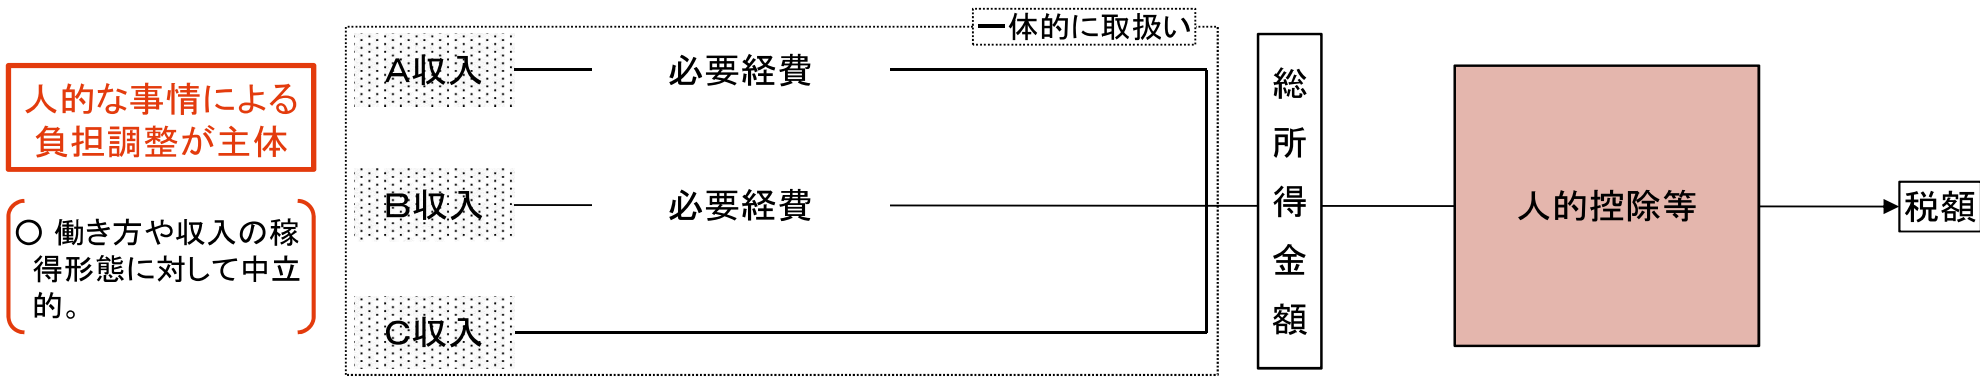 人的な事情による
負担調整が主体
○ 働き方や収入の稼
得形態に対して中立
的。
一体的に取扱い
A収入
必要経費
B収入
必要経費
C収入
総所得金額
人的控除等
税額